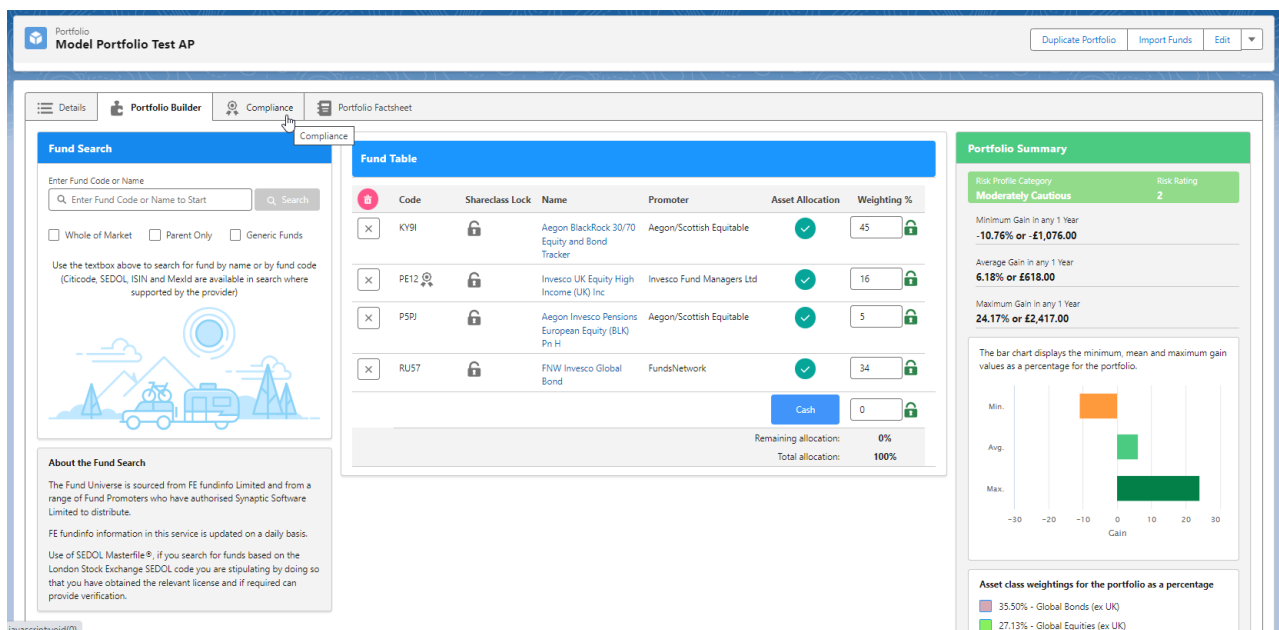 Portfolio
Model Portfolio Test AP
Duplicate Portfolio
Import Funds
Edit
Details
Portfolio Builder
Compliance
Portfolio Factsheet
Compliance
Fund Search
Enter Fund Code or Name
Enter Fund Code or Name to Start
Search
Whole of Market
Parent Only
Generic Funds
Use the textbox above to search for fund by name or by fund code
(Citicode, SEDOL, ISIN and MexId are available in search where
supported by the provider)
About the Fund Search
The Fund Universe is sourced from FE fundinfo Limited and from a
range of Fund Promoters who have authorised Synaptic Software
Limited to distribute.
FE fundinfo information in this service is updated on a daily basis.
Use of SEDOL Masterfile®, if you search for funds based on the
London Stock Exchange SEDOL code you are stipulating by doing so
that you have obtained the relevant license and if required can
provide verification.
Fund Table
Code Shareclass Lock Name Promoter Asset Allocation Weighting %
KY9I Aegon BlackRock 30/70 Aegon/Scottish Equitable 45
Equity and Bond
Tracker
PE12 Invesco UK Equity High Invesco Fund Managers Ltd 16
Income (UK) Inc
P5PJ Aegon Invesco Pensions Aegon/Scottish Equitable 5
European Equity (BLK)
Pn H
RU57 FNW Invesco Global FundsNetwork 34
Bond
Cash 0
Remaining allocation: 0%
Total allocation: 100%
Portfolio Summary
Risk Profile Category Risk Rating
Moderately Cautious 2
Minimum Gain in any 1 Year
-10.76% or -£1,076.00
Average Gain in any 1 Year
6.18% or £618.00
Maximum Gain in any 1 Year
24.17% or £2,417.00
The bar chart displays the minimum, mean and maximum gain
values as a percentage for the portfolio.
Min.
Avg.
Max.
-30 -20 -10 0 10 20 30
Gain
Asset class weightings for the portfolio as a percentage
35.50% - Global Bonds (ex UK)
27.13% - Global Equities (ex UK)